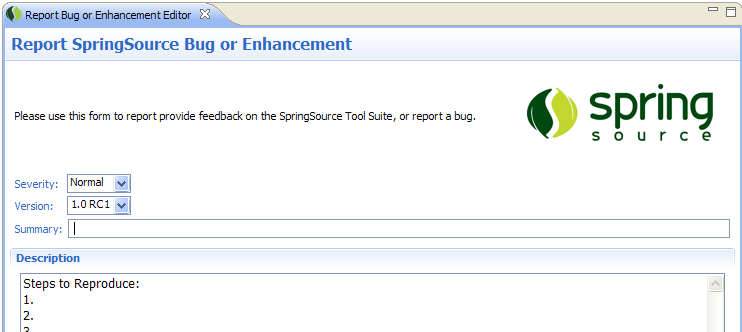 Report Bug or Enhancement Editor
Report SpringSource Bug or Enhancement
Please use this form to report provide feedback on the SpringSource Tool Suite, or report a bug.
spring
source
Severity: Normal
Version: 1.0 RC1
Summary:
Description
Steps to Reproduce:
1.
2.
3.